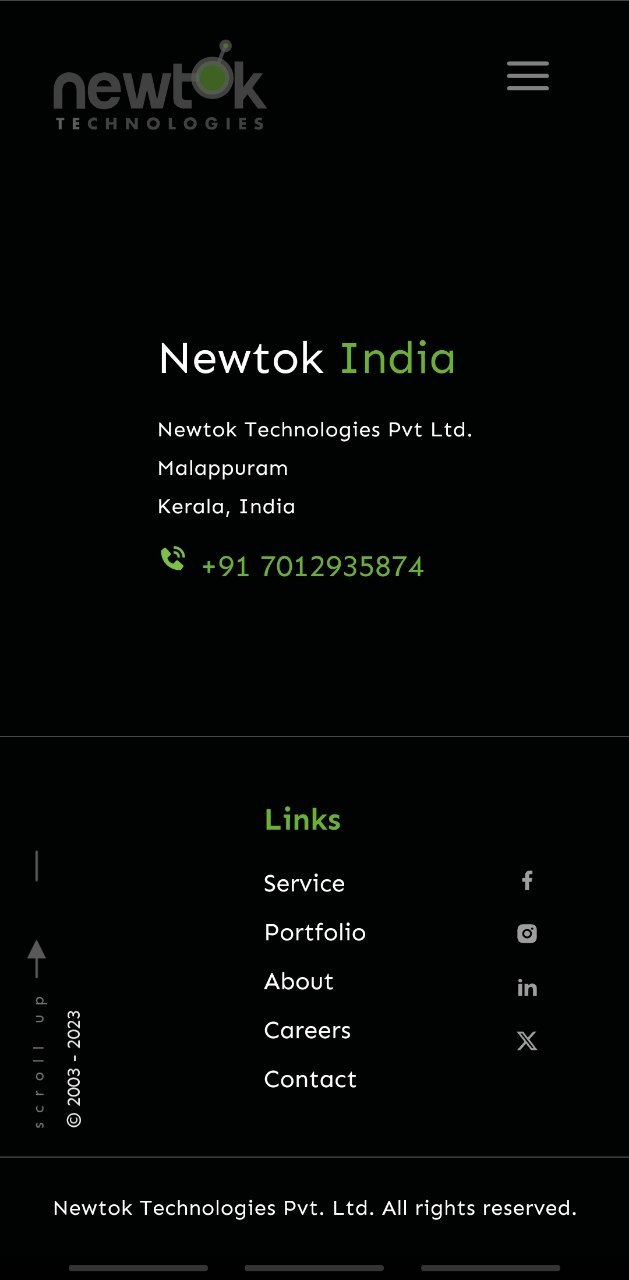 newtok
TECHNOLOGIES
Newtok India
Newtok Technologies Pvt Ltd.
Malappuram
Kerala, India
+91 7012935874
Links
Service
Portfolio
About
Careers
Contact
scroll up
© 2003 - 2023
Newtok Technologies Pvt. Ltd. All rights reserved.